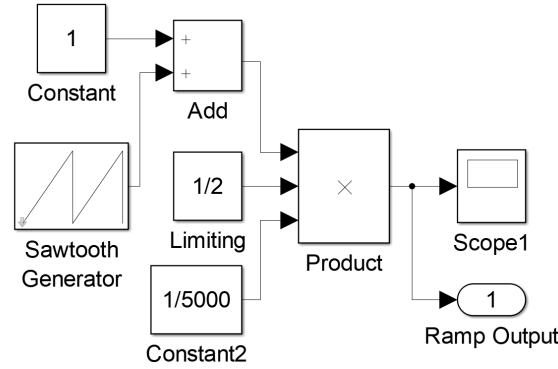 1
Constant
+
+
Add
Sawtooth
Generator
1/2
Limiting
×
Product
1/5000
Constant2
Scope1
1
Ramp Output